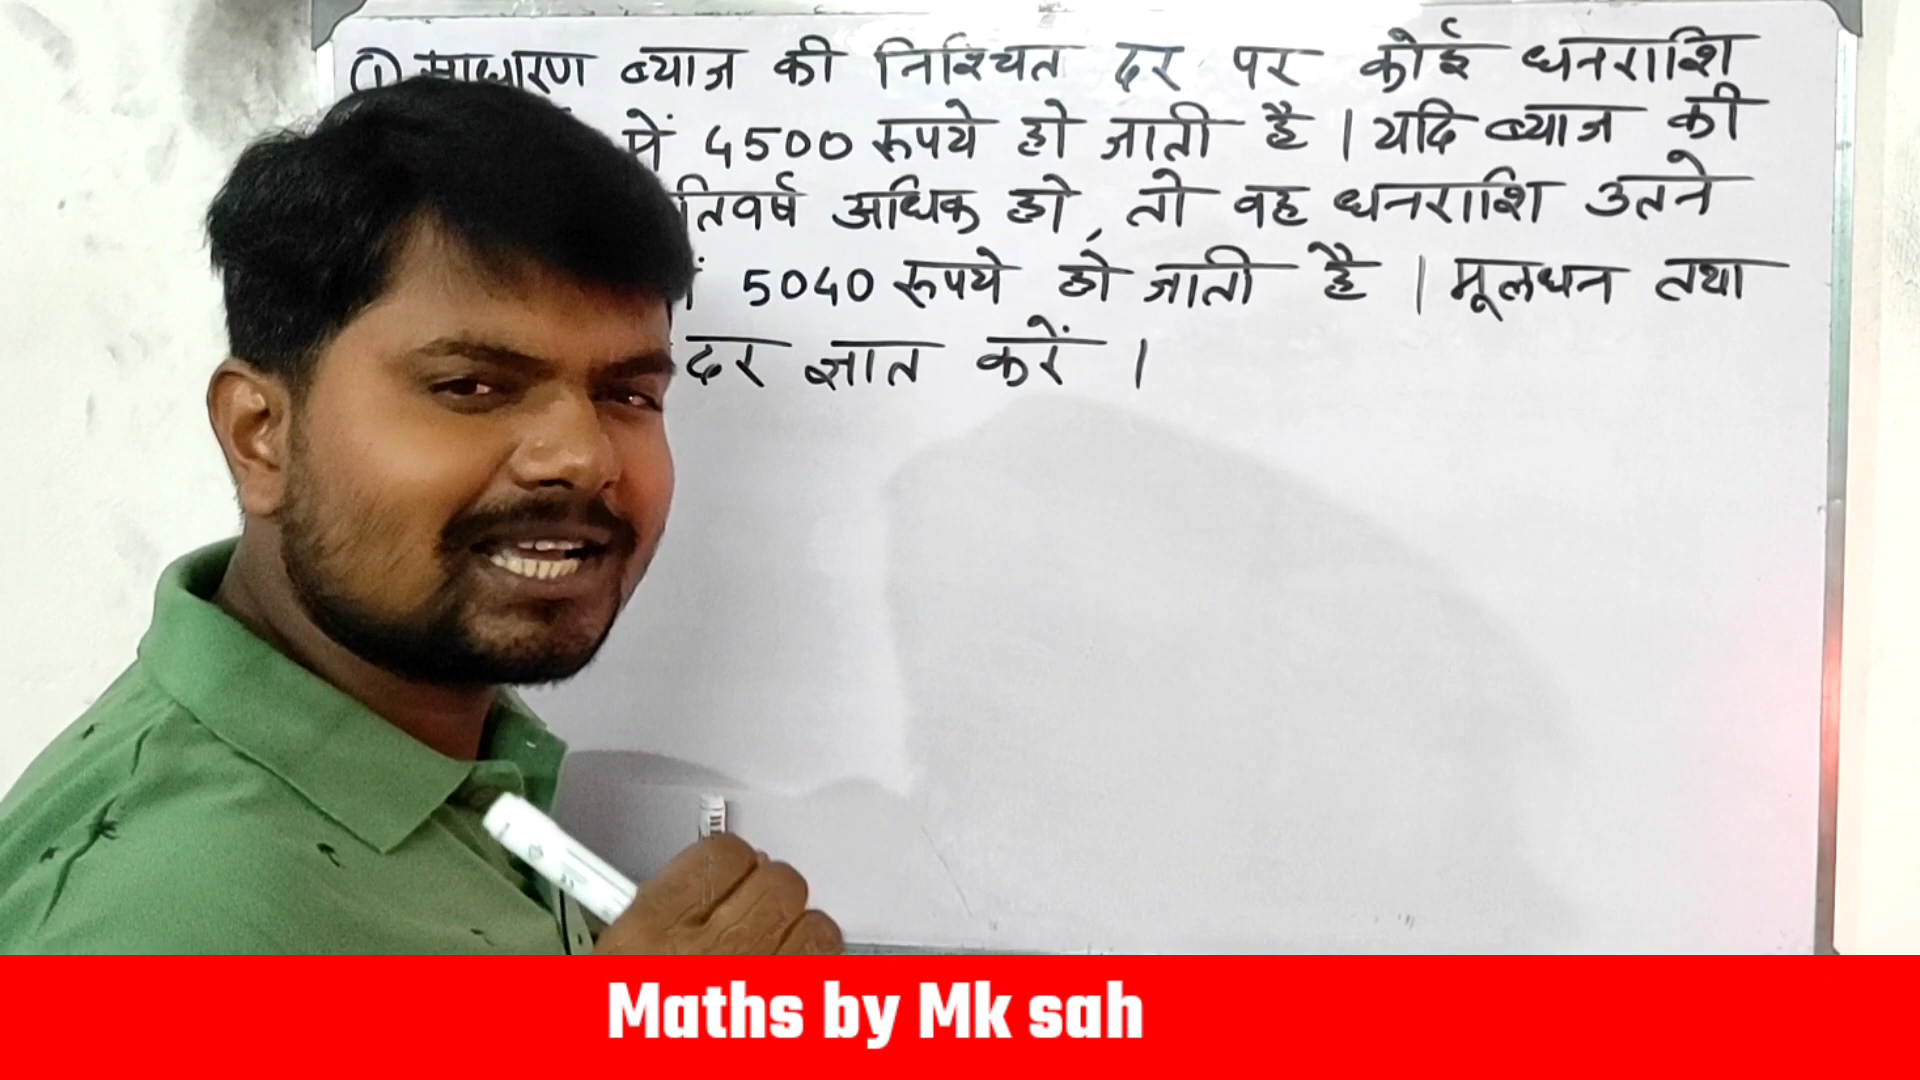 ① साधारण ब्याज की निश्चित दर पर कोई धनराशि
में 4500 रूपये हो जाती है । यदि ब्याज की
तिवर्ष अधिक हो, तो वह धनराशि उतने
5040 रूपये हो जाती है । मूलधन तथा
दर ज्ञात करें ।
Maths by Mk sah